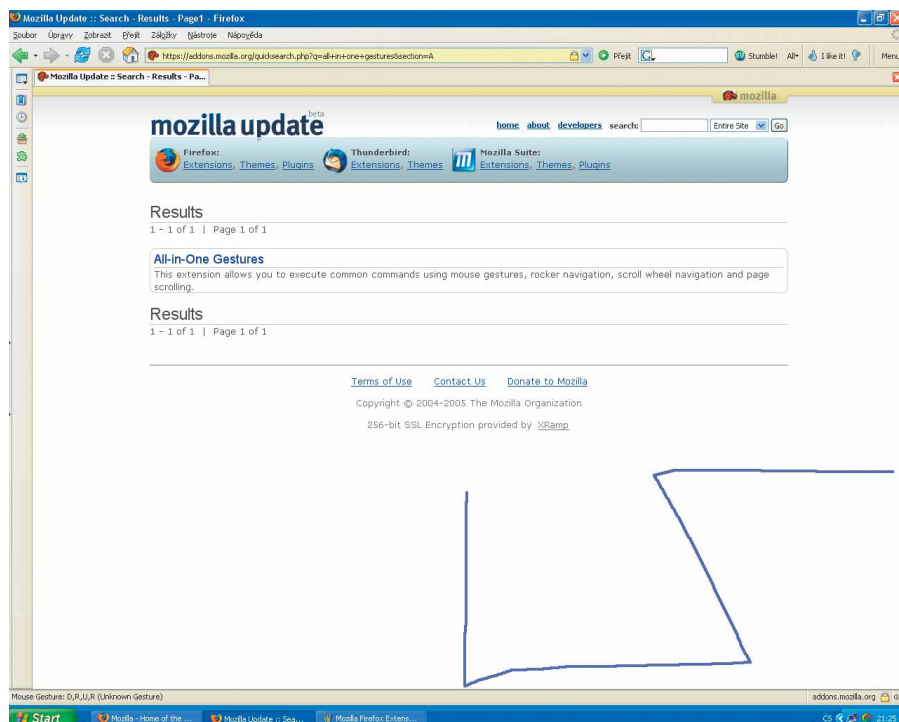 Mozilla Update :: Search - Results - Page1 - Firefox
Soubor Úpravy Zobrazit Přejít Záložky Nástroje Nápověda
https://addons.mozilla.org/quicksearch.php?q=all+in+one+gestures&section=A Přejít G Stumble! All I like it! Menu
Mozilla Update :: Search - Results - Pa...
mozilla
mozilla update beta
home about developers search: Entire Site Go
Firefox: Thunderbird: Mozilla Suite:
Extensions, Themes, Plugins Extensions, Themes Extensions, Themes, Plugins
Results
1 - 1 of 1 | Page 1 of 1
All-in-One Gestures
This extension allows you to execute common commands using mouse gestures, rocker navigation, scroll wheel navigation and page
scrolling.
Results
1 - 1 of 1 | Page 1 of 1
Terms of Use Contact Us Donate to Mozilla
Copyright © 2004-2005 The Mozilla Organization
256-bit SSL Encryption provided by XRamp
Mouse Gesture: D,R,U,R (Unknown Gesture) addons.mozilla.org
Start Mozilla - Home of the ... Mozilla Update :: Sea... Mozilla Firefox Extens... CS 21:25